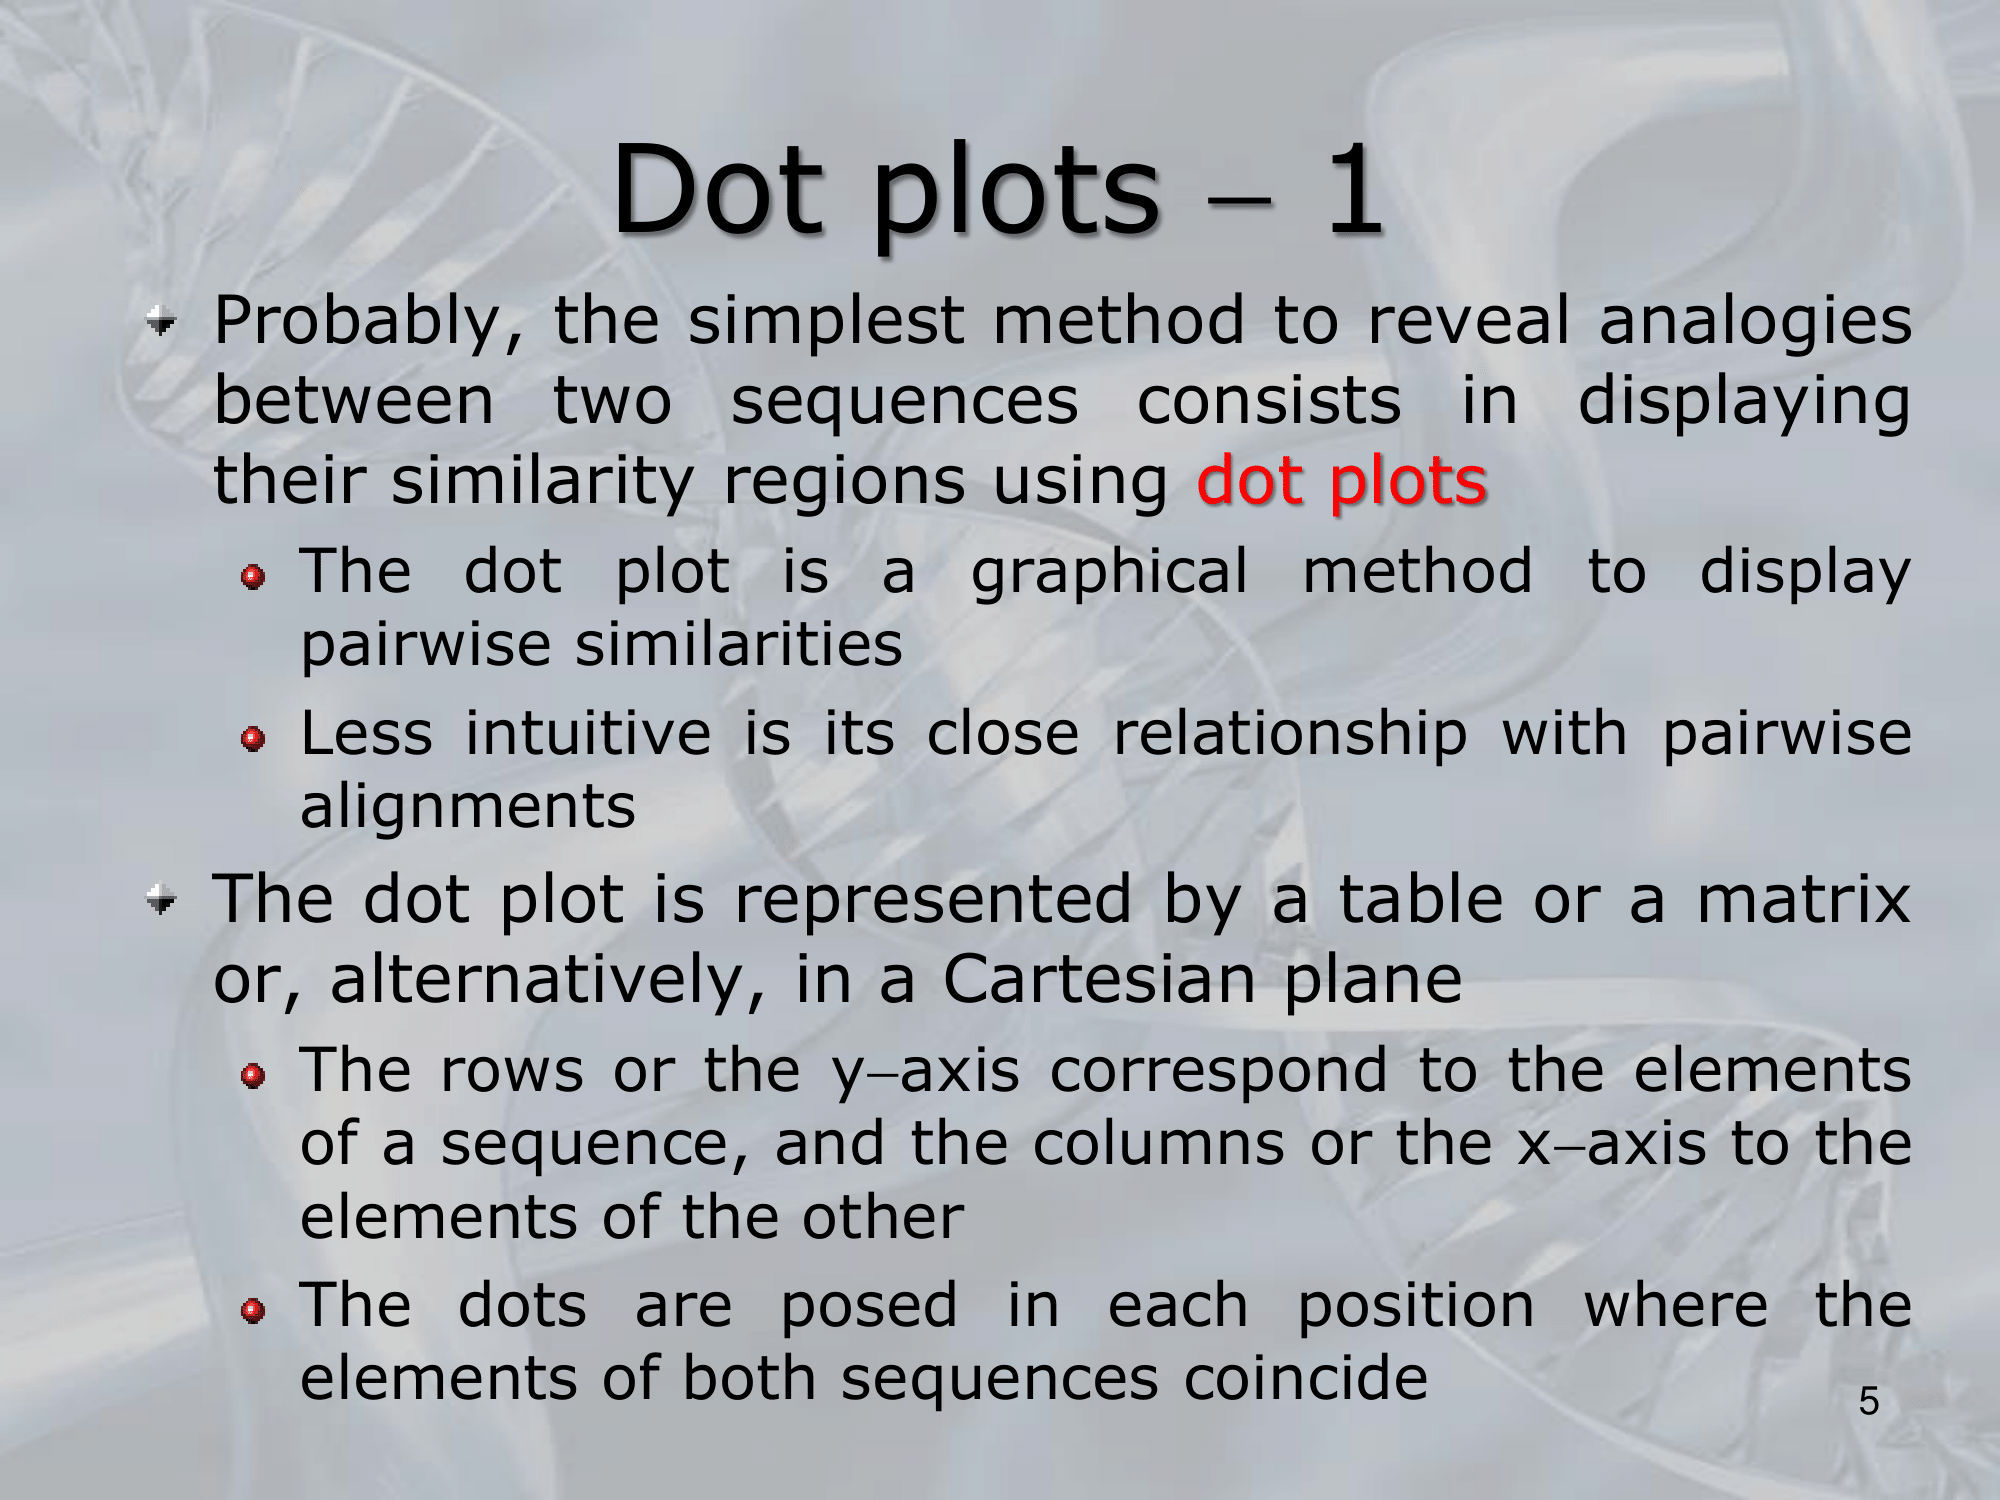 Dot plots – 1
Probably, the simplest method to reveal analogies
between two sequences consists in displaying
their similarity regions using dot plots
The dot plot is a graphical method to display
pairwise similarities
Less intuitive is its close relationship with pairwise
alignments
The dot plot is represented by a table or a matrix
or, alternatively, in a Cartesian plane
The rows or the y–axis correspond to the elements
of a sequence, and the columns or the x–axis to the
elements of the other
The dots are posed in each position where the
elements of both sequences coincide
5